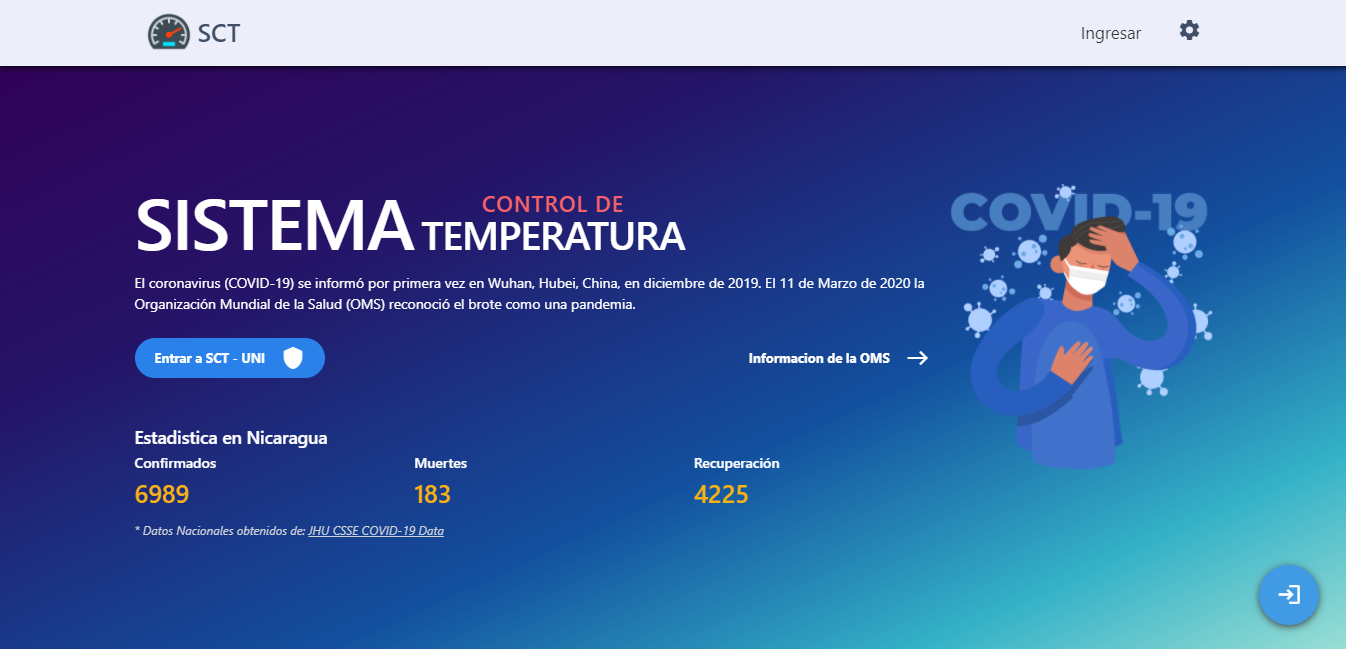 SCT
Ingresar
SISTEMA
CONTROL DE
TEMPERATURA
El coronavirus (COVID-19) se informó por primera vez en Wuhan, Hubei, China, en diciembre de 2019. El 11 de Marzo de 2020 la
Organización Mundial de la Salud (OMS) reconoció el brote como una pandemia.
Entrar a SCT - UNI
Informacion de la OMS
COVID-19
Estadistica en Nicaragua
Confirmados
6989
Muertes
183
Recuperación
4225
* Datos Nacionales obtenidos de: JHU CSSE COVID-19 Data